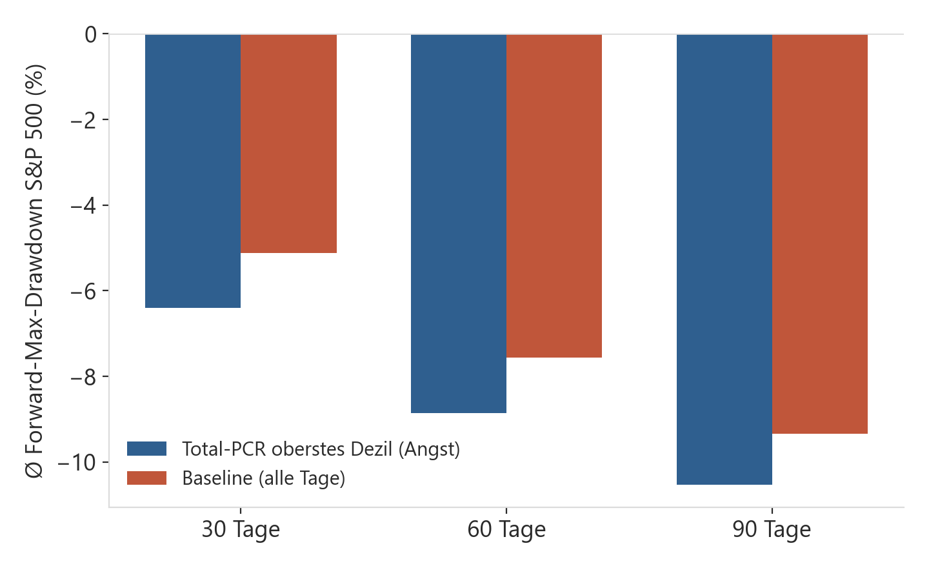 Ø Forward-Max-Drawdown S&P 500 (%)
0
−2
−4
−6
−8
−10
Total-PCR oberstes Dezil (Angst)
Baseline (alle Tage)
30 Tage
60 Tage
90 Tage